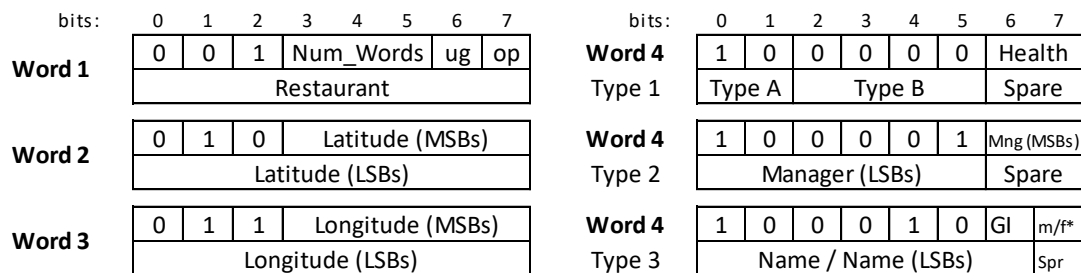 bits: 0 1 2 3 4 5 6 7
Word 1
0 0 1 Num_Words ug op
Restaurant
Word 2
0 1 0 Latitude (MSBs)
Latitude (LSBs)
Word 3
0 1 1 Longitude (MSBs)
Longitude (LSBs)
bits: 0 1 2 3 4 5 6 7
Word 4 1 0 0 0 0 0 Health
Type 1 Type A Type B Spare
Word 4 1 0 0 0 0 1 Mng (MSBs)
Type 2 Manager (LSBs) Spare
Word 4 1 0 0 0 1 0 GI m/f*
Type 3 Name / Name (LSBs) Spr